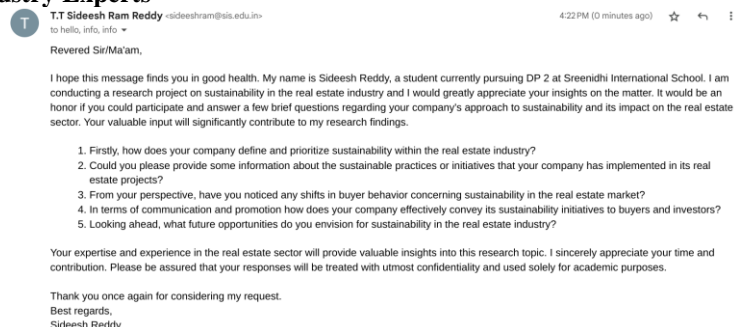 T
T.T Sideesh Ram Reddy <sideeshram@sis.edu.in>
4:22 PM (0 minutes ago)
to hello, info, info
Revered Sir/Ma'am,
I hope this message finds you in good health. My name is Sideesh Reddy, a student currently pursuing DP 2 at Sreenidhi International School. I am
conducting a research project on sustainability in the real estate industry and I would greatly appreciate your insights on the matter. It would be an
honor if you could participate and answer a few brief questions regarding your company's approach to sustainability and its impact on the real estate
sector. Your valuable input will significantly contribute to my research findings.
1. Firstly, how does your company define and prioritize sustainability within the real estate industry?
2. Could you please provide some information about the sustainable practices or initiatives that your company has implemented in its real
estate projects?
3. From your perspective, have you noticed any shifts in buyer behavior concerning sustainability in the real estate market?
4. In terms of communication and promotion how does your company effectively convey its sustainability initiatives to buyers and investors?
5. Looking ahead, what future opportunities do you envision for sustainability in the real estate industry?
Your expertise and experience in the real estate sector will provide valuable insights into this research topic. I sincerely appreciate your time and
contribution. Please be assured that your responses will be treated with utmost confidentiality and used solely for academic purposes.
Thank you once again for considering my request.
Best regards,
Sideesh Reddy